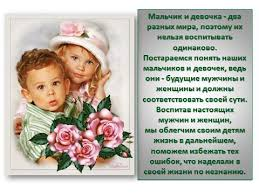 Мальчик и девочка - два
разных мира, поэтому их
нельзя воспитывать
одинаково.
Постараемся понять наших
мальчиков и девочек, ведь
они - будущие мужчины и
женщины и должны
соответствовать своей сути.
Воспитав настоящих
мужчин и женщин,
мы облегчим своим детям
жизнь в дальнейшем,
поможем избежать тех
ошибок, что наделали в
своей жизни по незнанию.